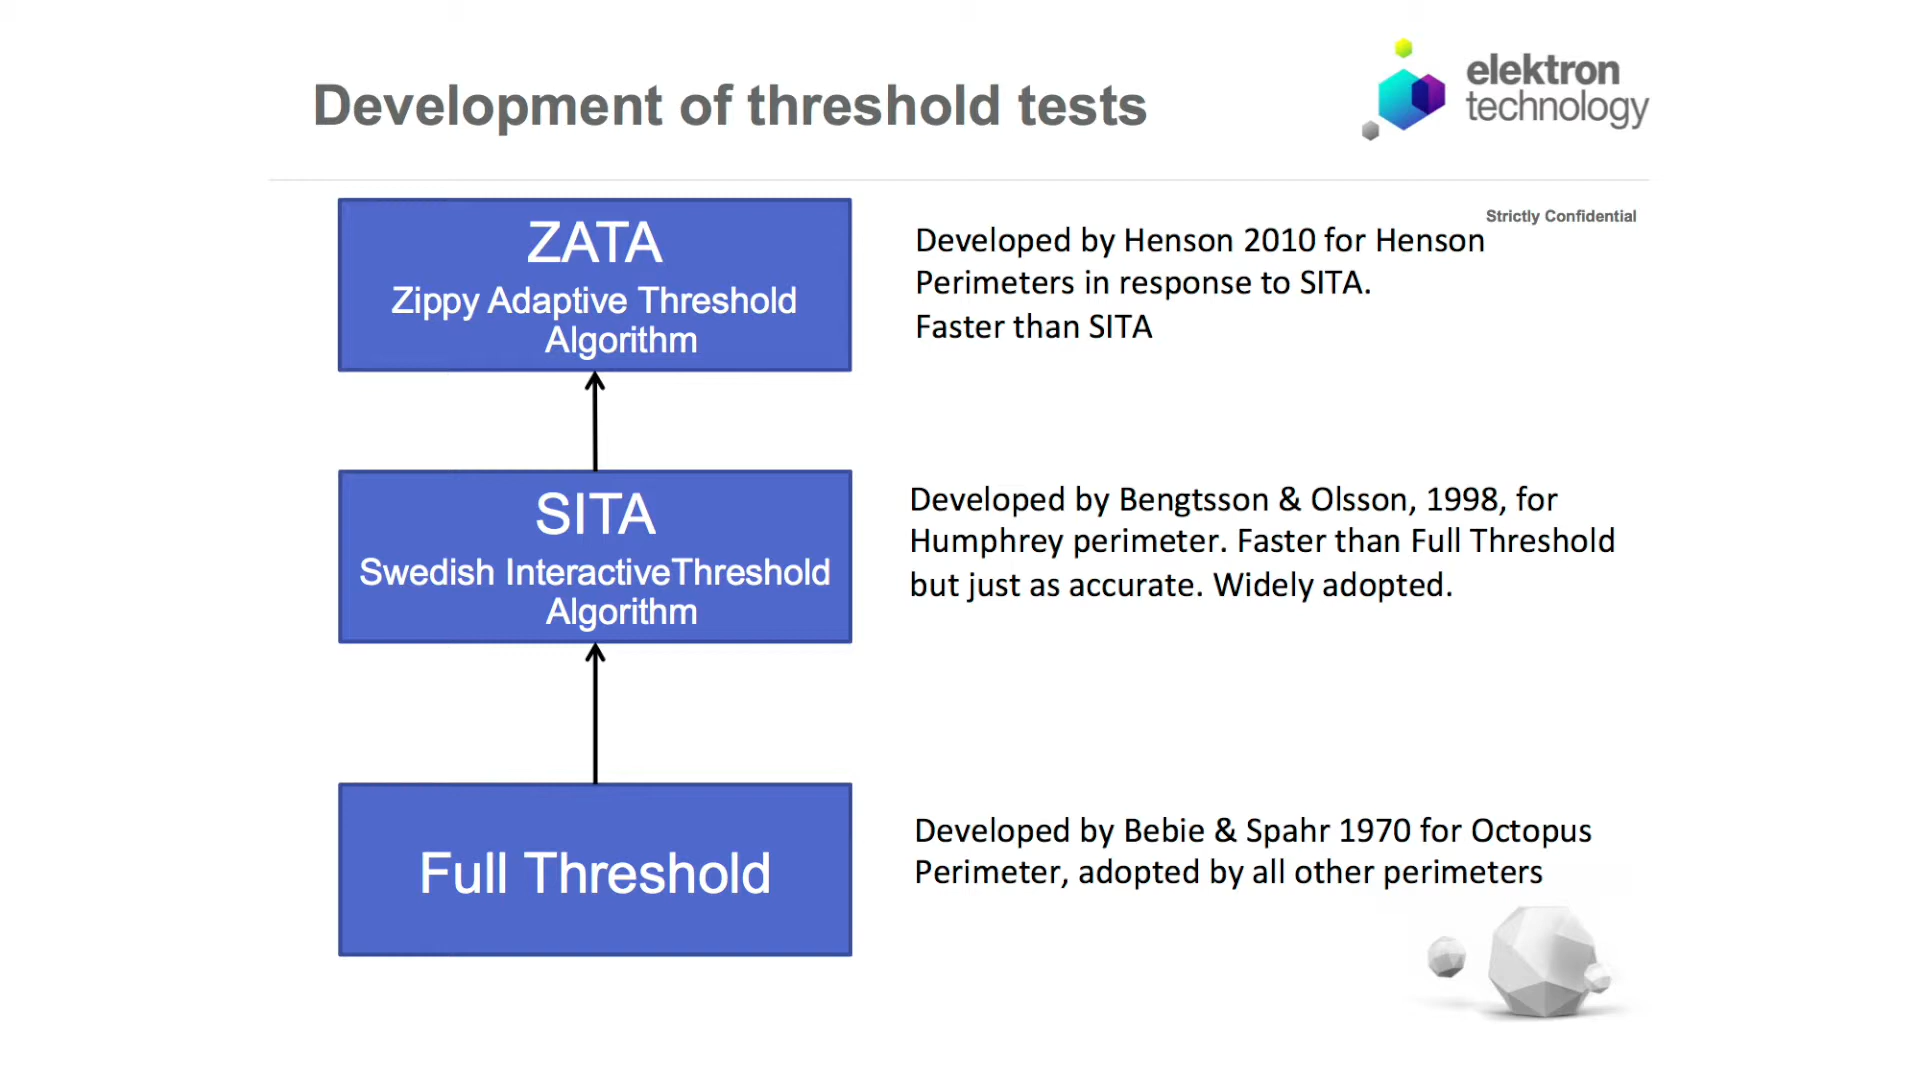 Development of threshold tests
elektron
technology
Strictly Confidential
ZATA
Zippy Adaptive Threshold
Algorithm
Developed by Henson 2010 for Henson
Perimeters in response to SITA.
Faster than SITA
SITA
Swedish InteractiveThreshold
Algorithm
Developed by Bengtsson & Olsson, 1998, for
Humphrey perimeter. Faster than Full Threshold
but just as accurate. Widely adopted.
Full Threshold
Developed by Bebie & Spahr 1970 for Octopus
Perimeter, adopted by all other perimeters